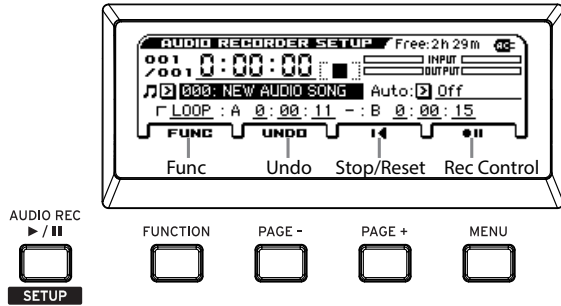 AUDIO RECORDER SETUP Free:2h 29m AC
001 /001 0:00:00 INPUT OUTPUT
000: NEW AUDIO SONG Auto: Off
LOOP : A 0:00:11 - : B 0:00:15
FUNC UNDO
Func Undo Stop/Reset Rec Control
AUDIO REC
FUNCTION PAGE - PAGE + MENU
SETUP